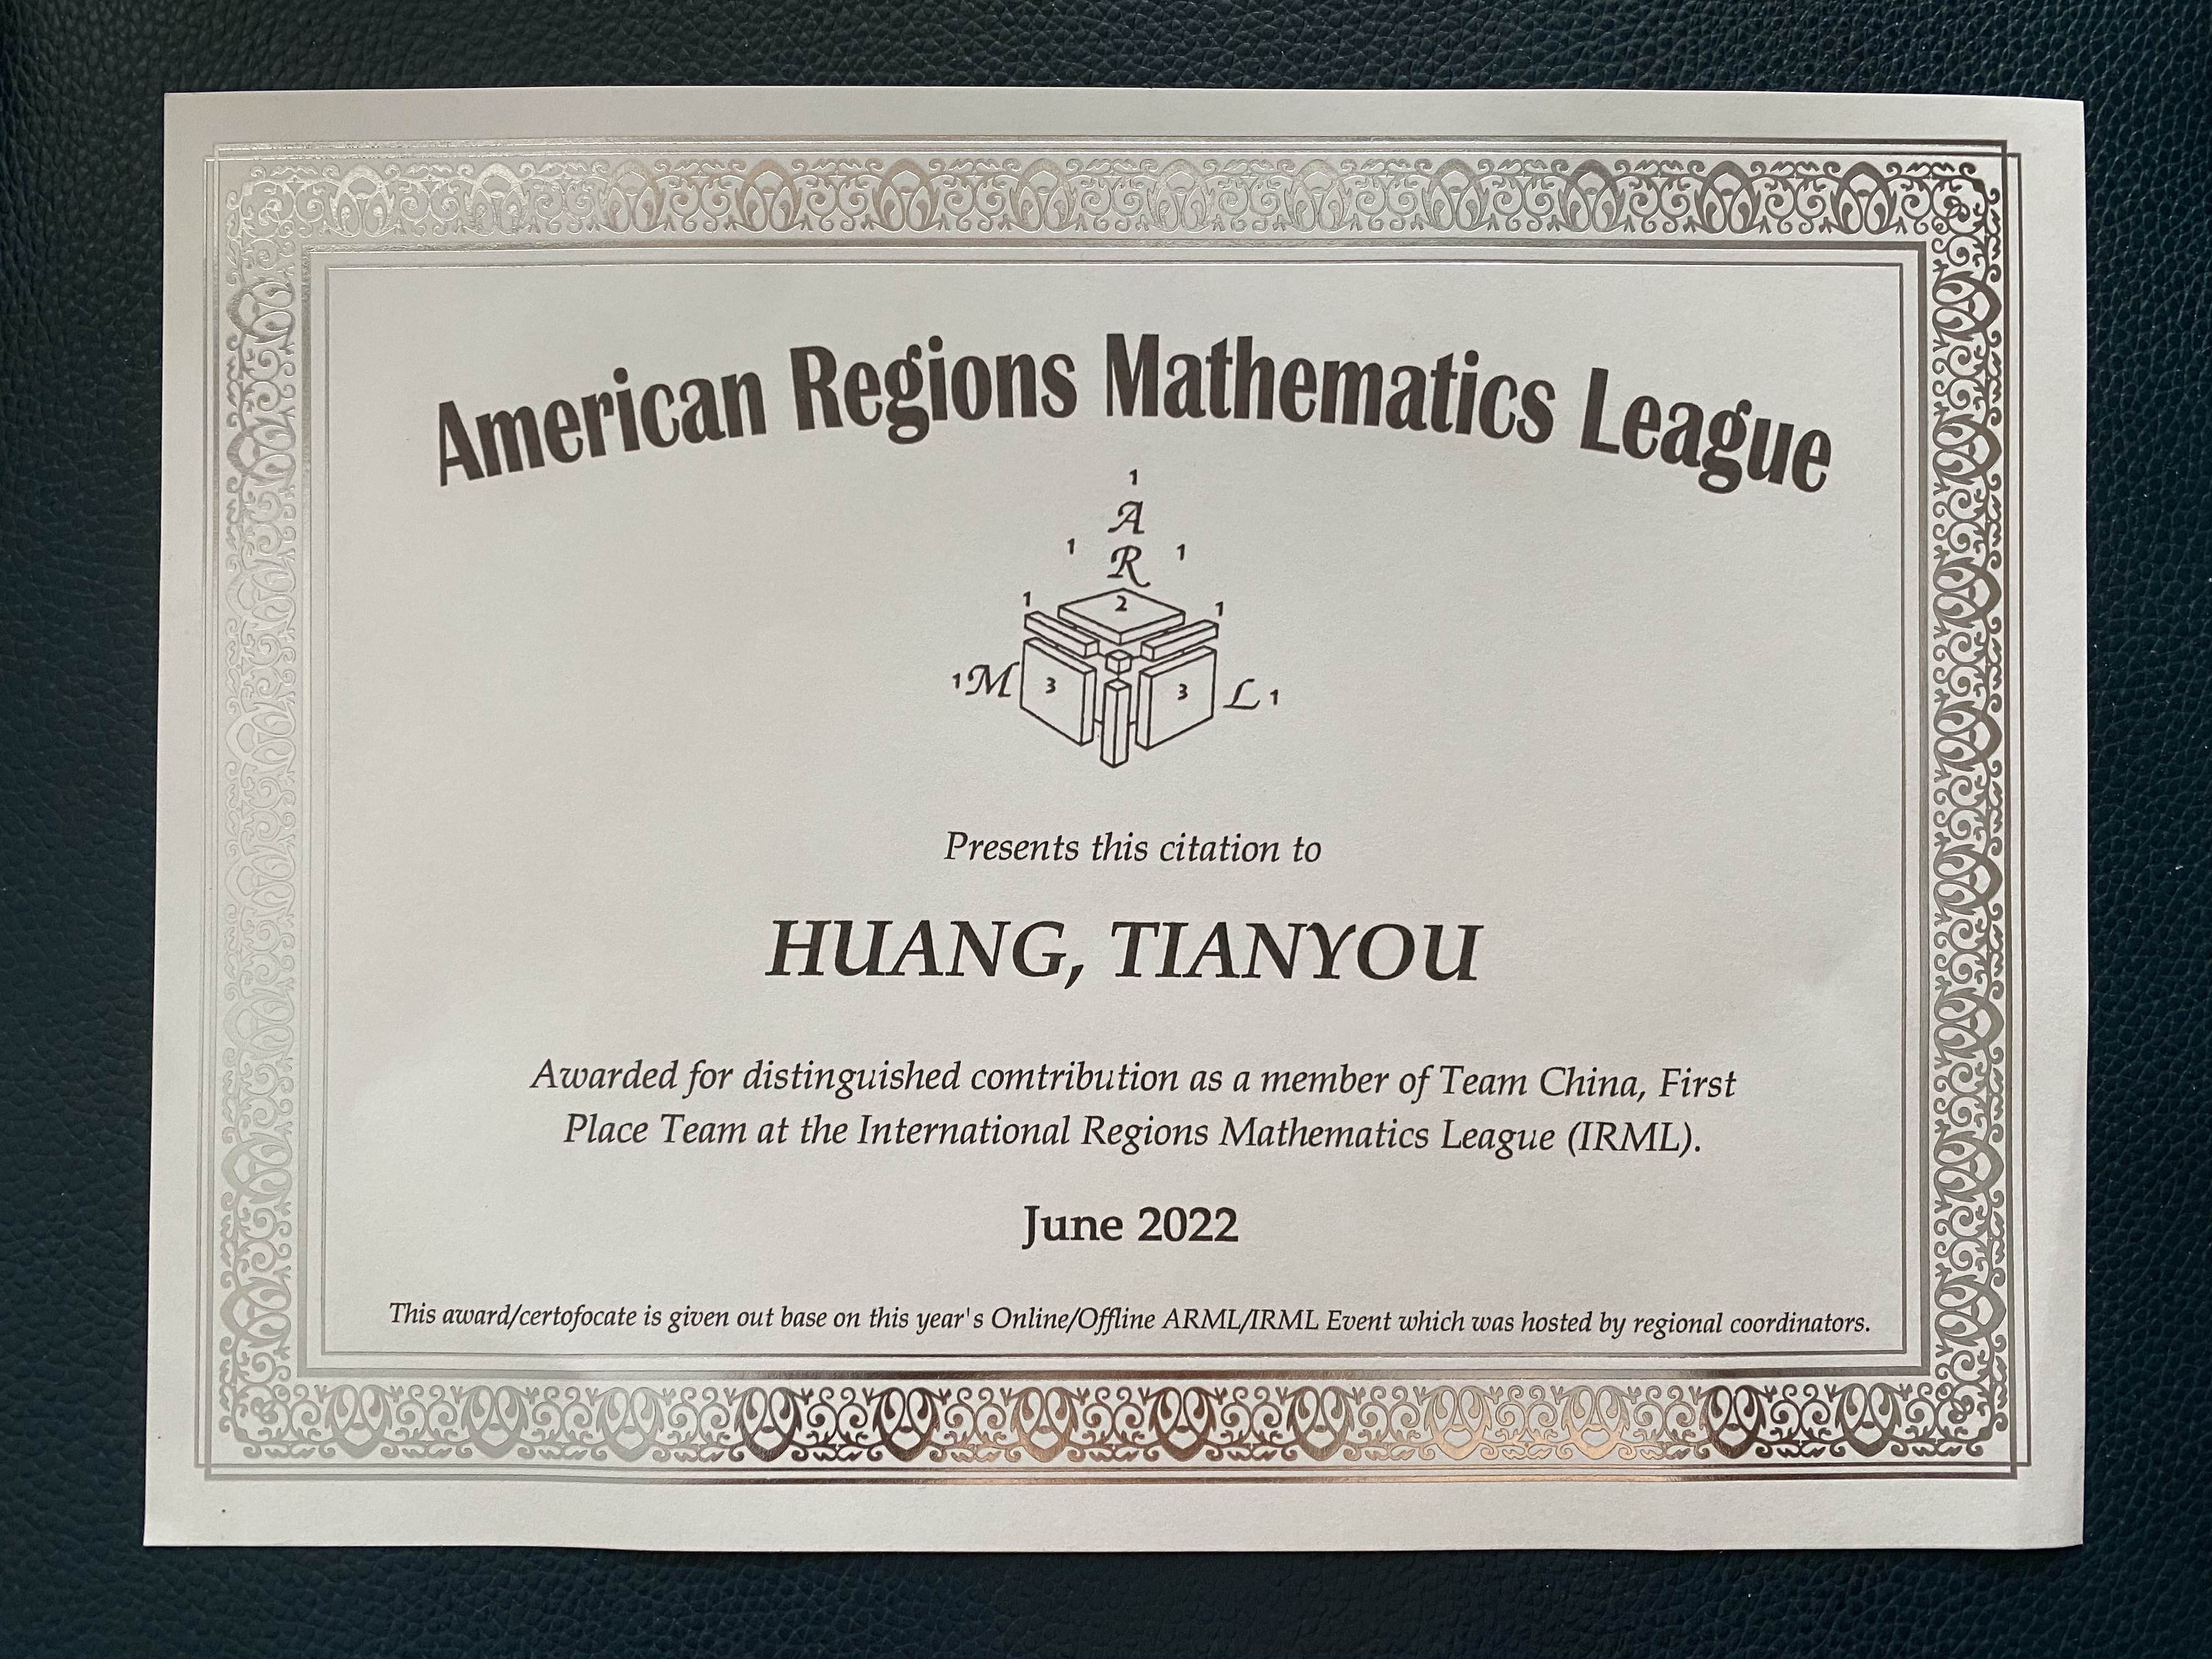 American Regions Mathematics League
1
A
1 R 1
1 2 1
1 M 3 3 L 1
Presents this citation to
HUANG, TIANYOU
Awarded for distinguished comtribution as a member of Team China, First
Place Team at the International Regions Mathematics League (IRML).
June 2022
This award/certofocate is given out base on this year's Online/Offline ARML/IRML Event which was hosted by regional coordinators.